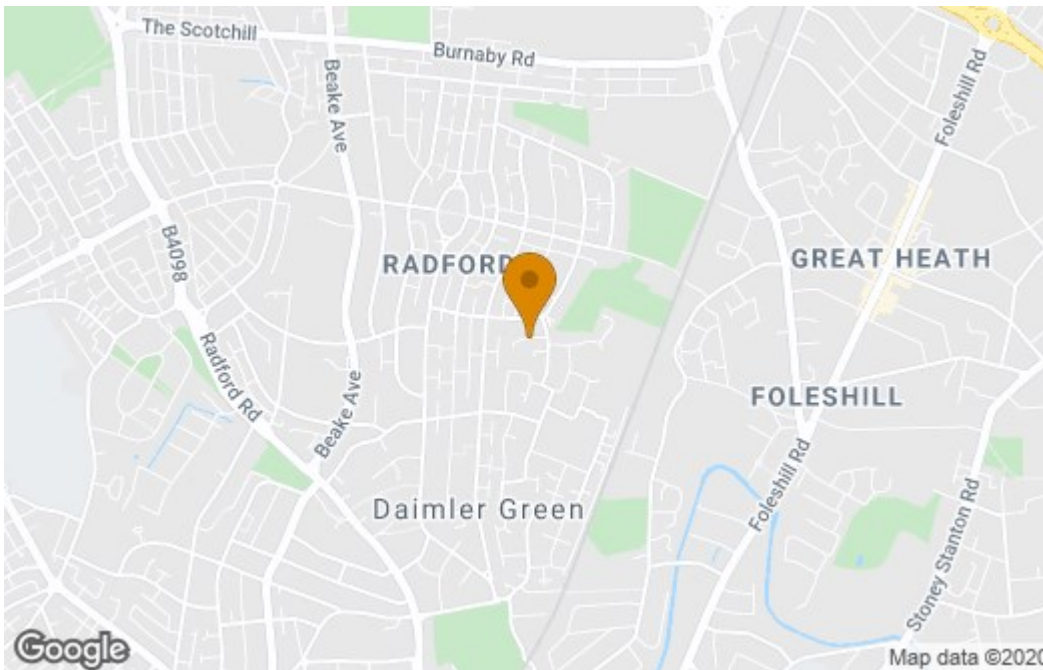 The Scotchill
Burnaby Rd
Foleshill Rd
Beake Ave
B4098
RADFORD
GREAT HEATH
Radford Rd
Beake Ave
FOLESHILL
Foleshill Rd
Daimler Green
Stoney Stanton Rd
Google
Map data ©2020